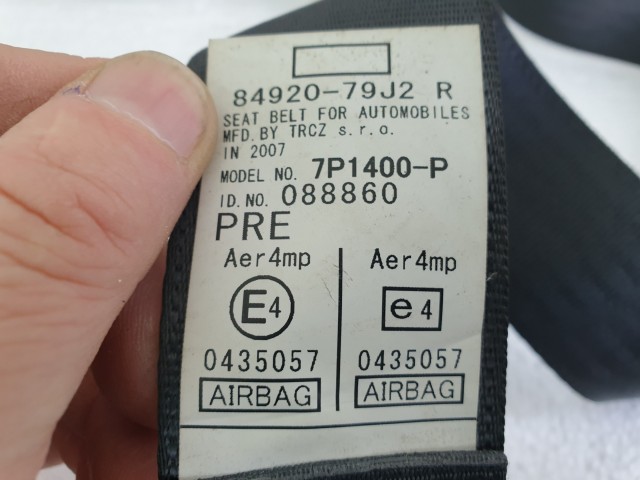 84920-79J2 R
SEAT BELT FOR AUTOMOBILES
MFD. BY TRCZ s.r.o.
IN 2007
MODEL NO. 7P1400-P
ID. NO. 088860
PRE
Aer4mp Aer4mp
E4 e4
0435057 0435057
AIRBAG AIRBAG